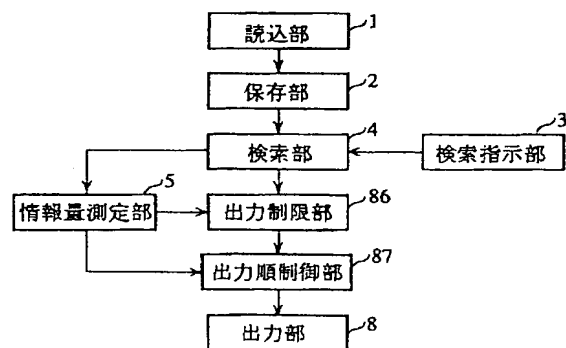 読込部 1
保存部 2
検索部 4
検索指示部 3
情報量測定部 5
出力制限部 86
出力順制御部 87
出力部 8